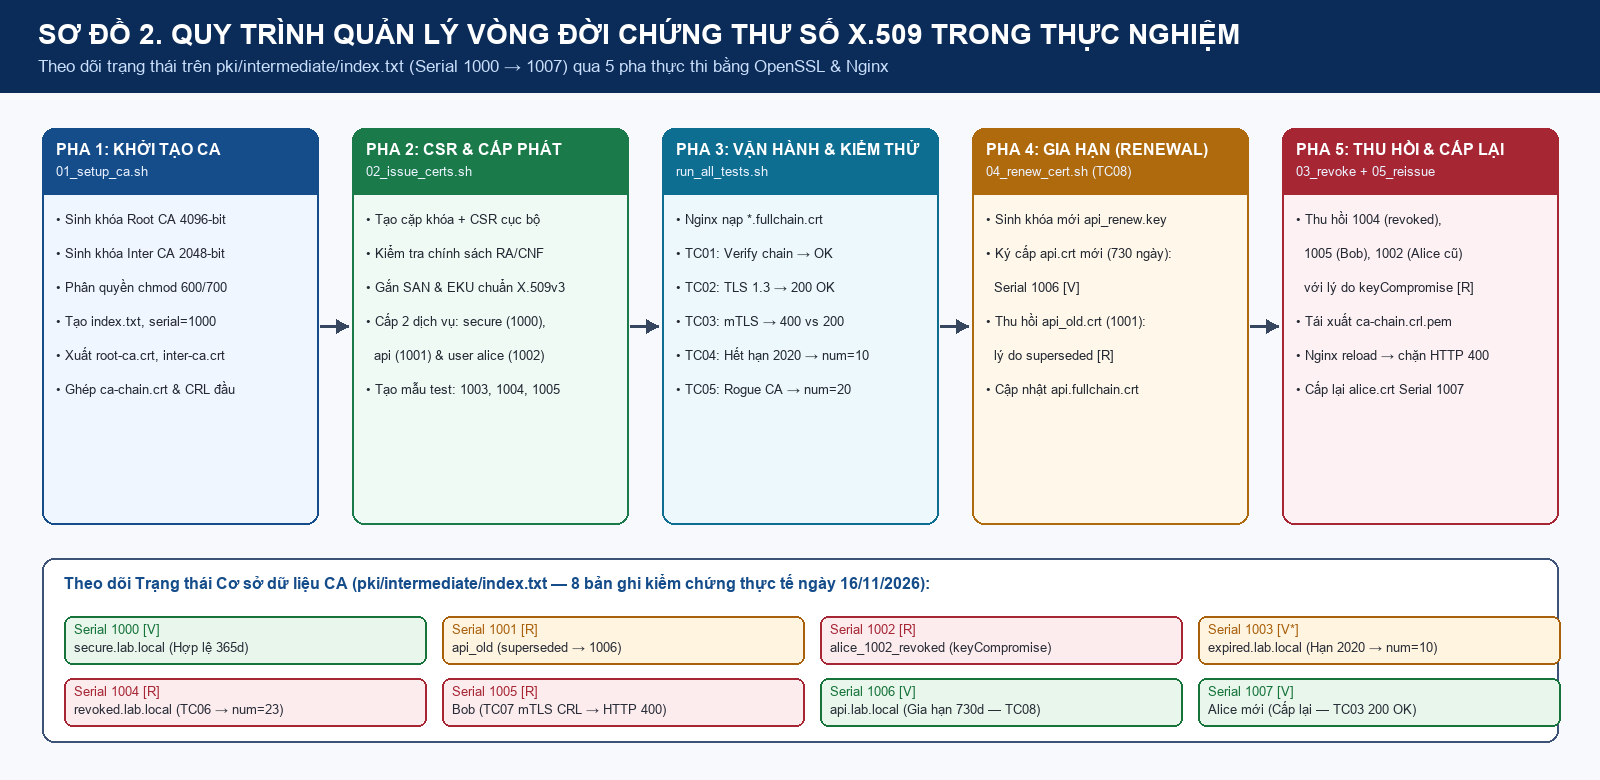 SƠ ĐỒ 2. QUY TRÌNH QUẢN LÝ VÒNG ĐỜI CHỨNG THƯ SỐ X.509 TRONG THỰC NGHIỆM
Theo dõi trạng thái trên pki/intermediate/index.txt (Serial 1000 → 1007) qua 5 pha thực thi bằng OpenSSL & Nginx
PHA 1: KHỞI TẠO CA
01_setup_ca.sh
• Sinh khóa Root CA 4096-bit
• Sinh khóa Inter CA 2048-bit
• Phân quyền chmod 600/700
• Tạo index.txt, serial=1000
• Xuất root-ca.crt, inter-ca.crt
• Ghép ca-chain.crt & CRL đầu
PHA 2: CSR & CẤP PHÁT
02_issue_certs.sh
• Tạo cặp khóa + CSR cục bộ
• Kiểm tra chính sách RA/CNF
• Gắn SAN & EKU chuẩn X.509v3
• Cấp 2 dịch vụ: secure (1000),
api (1001) & user alice (1002)
• Tạo mẫu test: 1003, 1004, 1005
PHA 3: VẬN HÀNH & KIỂM THỬ
run_all_tests.sh
• Nginx nạp *.fullchain.crt
• TC01: Verify chain → OK
• TC02: TLS 1.3 → 200 OK
• TC03: mTLS → 400 vs 200
• TC04: Hết hạn 2020 → num=10
• TC05: Rogue CA → num=20
PHA 4: GIA HẠN (RENEWAL)
04_renew_cert.sh (TC08)
• Sinh khóa mới api_renew.key
• Ký cấp api.crt mới (730 ngày):
Serial 1006 [V]
• Thu hồi api_old.crt (1001):
lý do superseded [R]
• Cập nhật api.fullchain.crt
PHA 5: THU HỒI & CẤP LẠI
03_revoke + 05_reissue
• Thu hồi 1004 (revoked),
1005 (Bob), 1002 (Alice cũ)
với lý do keyCompromise [R]
• Tái xuất ca-chain.crl.pem
• Nginx reload → chặn HTTP 400
• Cấp lại alice.crt Serial 1007
Theo dõi Trạng thái Cơ sở dữ liệu CA (pki/intermediate/index.txt — 8 bản ghi kiểm chứng thực tế ngày 16/11/2026):
Serial 1000 [V]
secure.lab.local (Hợp lệ 365d)
Serial 1001 [R]
api_old (superseded → 1006)
Serial 1002 [R]
alice_1002_revoked (keyCompromise)
Serial 1003 [V*]
expired.lab.local (Hạn 2020 → num=10)
Serial 1004 [R]
revoked.lab.local (TC06 → num=23)
Serial 1005 [R]
Bob (TC07 mTLS CRL → HTTP 400)
Serial 1006 [V]
api.lab.local (Gia hạn 730d — TC08)
Serial 1007 [V]
Alice mới (Cấp lại — TC03 200 OK)